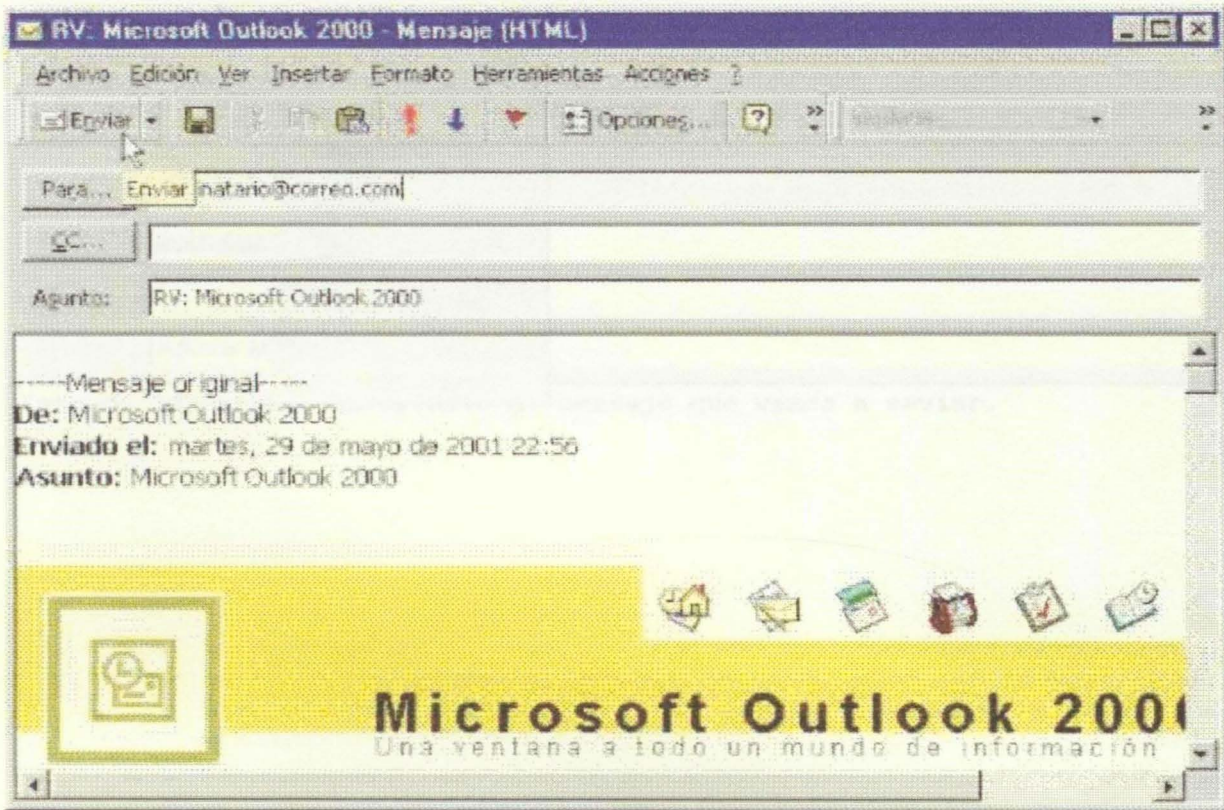 RV: Microsoft Outlook 2000 - Mensaje (HTML)
Archivo Edición Ver Insertar Formato Herramientas Acciones ?
Enviar Opciones...
Para... Enviar natario@correo.com
CC...
Asunto: RV: Microsoft Outlook 2000
-----Mensaje original-----
De: Microsoft Outlook 2000
Enviado el: martes, 29 de mayo de 2001 22:56
Asunto: Microsoft Outlook 2000
Microsoft Outlook 200
Una ventana a todo un mundo de información